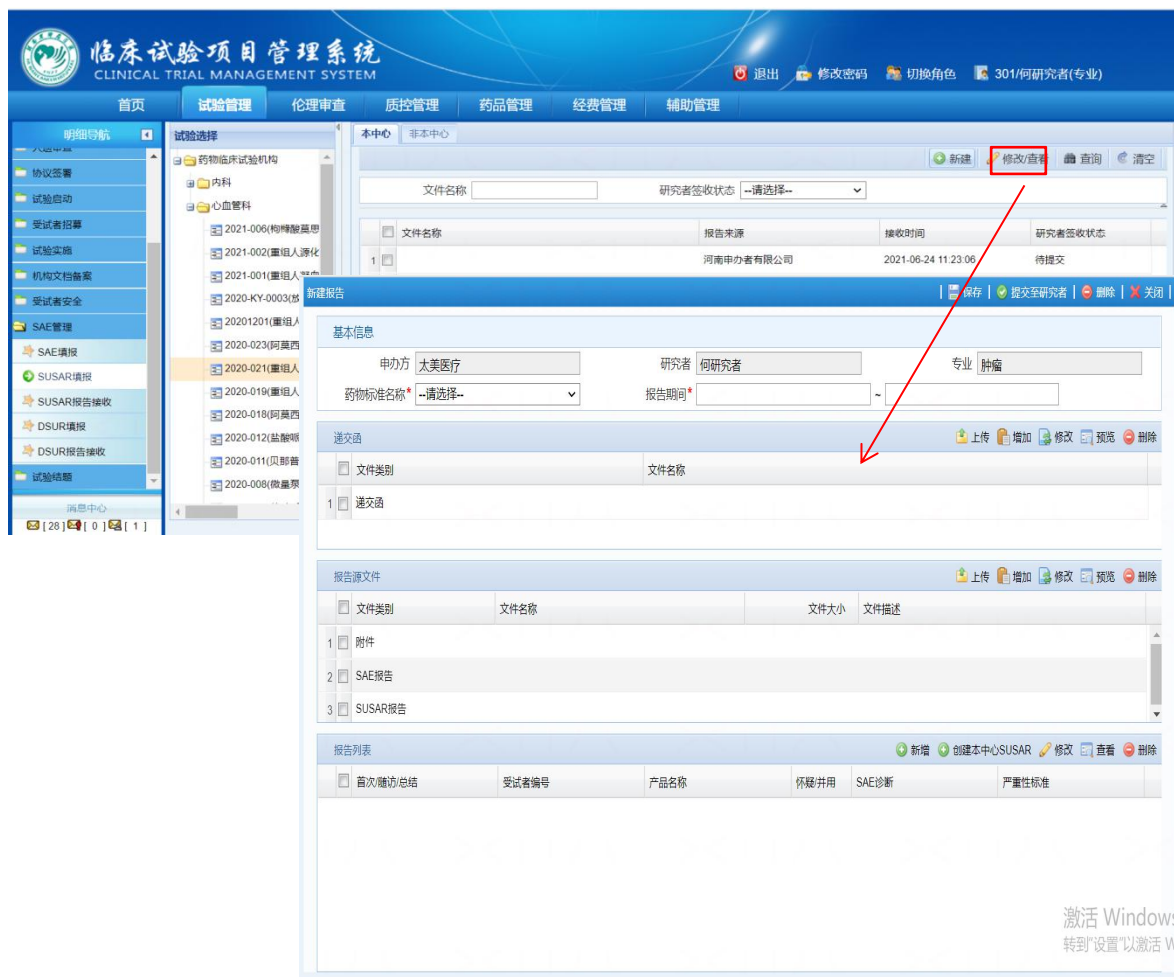 临床试验项目管理系统
CLINICAL TRIAL MANAGEMENT SYSTEM
退出 修改密码 切换角色 301/何研究者(专业)
首页 试验管理 伦理审查 质控管理 药品管理 经费管理 辅助管理
明细导航
协议签署
试验启动
受试者招募
试验实施
机构文档备案
受试者安全
SAE管理
SAE填报
SUSAR填报
SUSAR报告接收
DSUR填报
DSUR报告接收
试验结题
消息中心
[ 28 ] [ 0 ] [ 1 ]
试验选择
药物临床试验机构
内科
心血管科
2021-006(枸橼酸莫思
2021-002(重组人源化
2021-001(重组人
2020-KY-0003(放
20201201(重组人
2020-023(阿莫西
2020-021(重组人
2020-019(重组人
2020-018(阿莫西
2020-012(盐酸哌
2020-011(贝那普
2020-008(微量泵
本中心 非本中心
新建 修改/查看 查询 清空
文件名称 研究者签收状态 --请选择--
文件名称 报告来源 接收时间 研究者签收状态
1 河南申办者有限公司 2021-06-24 11:23:06 待提交
新建报告 | 保存 | 提交至研究者 | 删除 | 关闭 |
基本信息
申办方 太美医疗 研究者 何研究者 专业 肿瘤
药物标准名称* --请选择-- 报告期间* ~
递交函 上传 增加 修改 预览 删除
文件类别 文件名称
1 递交函
报告源文件 上传 增加 修改 预览 删除
文件类别 文件名称 文件大小 文件描述
1 附件
2 SAE报告
3 SUSAR报告
报告列表 新增 创建本中心SUSAR 修改 查看 删除
首次/随访/总结 受试者编号 产品名称 怀疑/并用 SAE诊断 严重性标准
激活 Windows
转到"设置"以激活 W